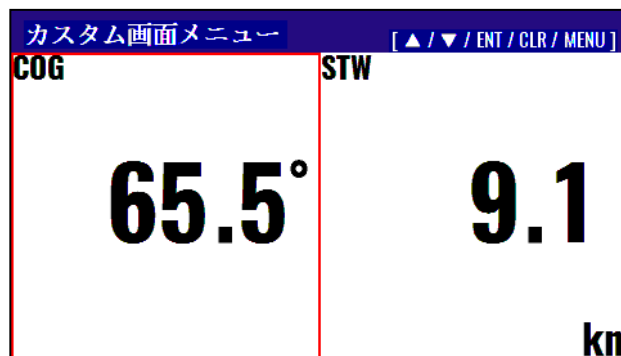 カスタム画面メニュー
[ ▲ / ▼ / ENT / CLR / MENU ]
COG
STW
65.5°
9.1